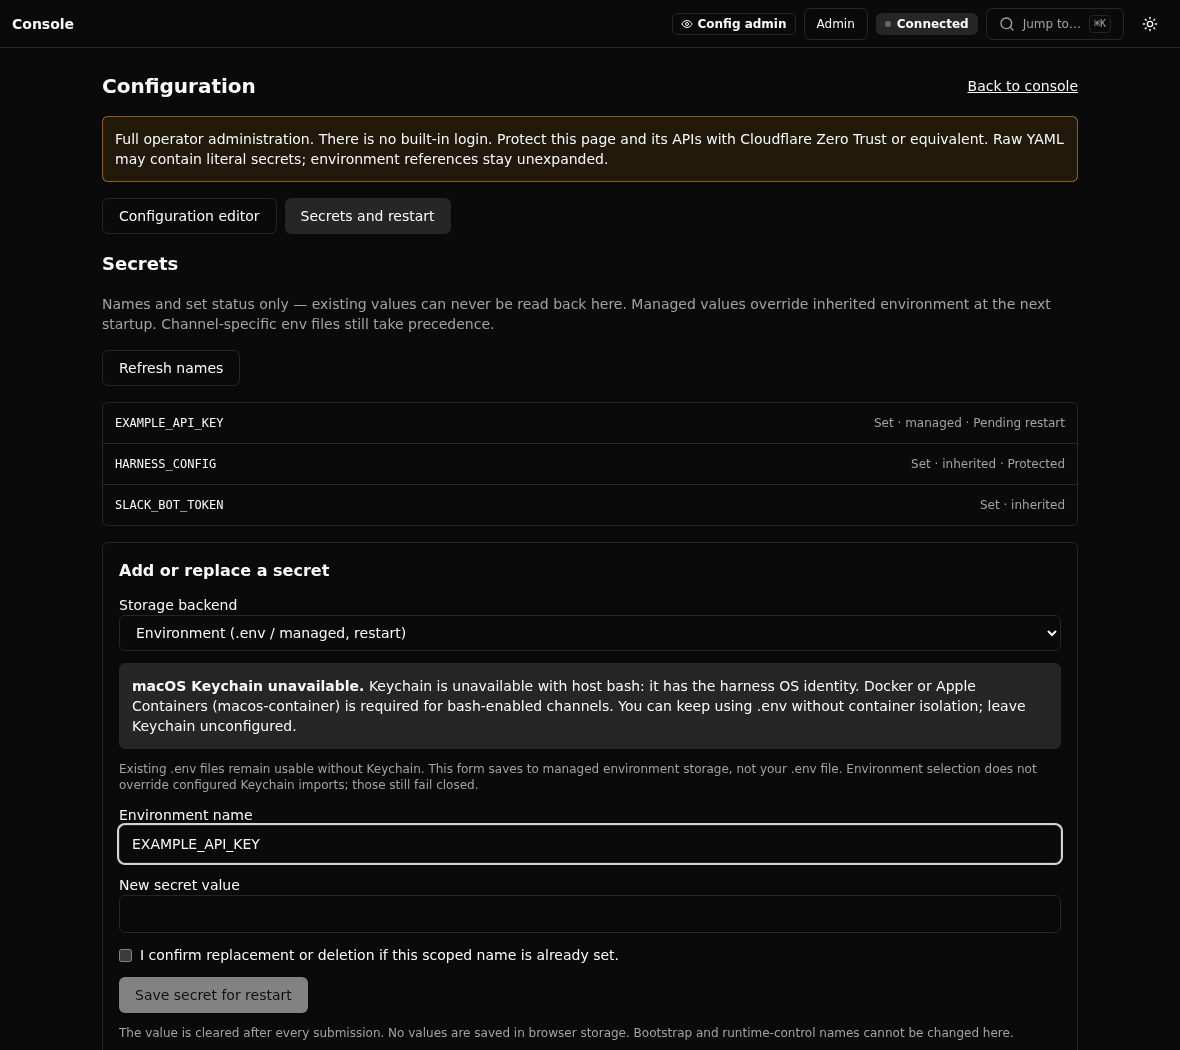 Console
Config admin
Admin
Connected
Jump to…
⌘K
Configuration
Back to console
Full operator administration. There is no built-in login. Protect this page and its APIs with Cloudflare Zero Trust or equivalent. Raw YAML
may contain literal secrets; environment references stay unexpanded.
Configuration editor
Secrets and restart
Secrets
Names and set status only — existing values can never be read back here. Managed values override inherited environment at the next
startup. Channel-specific env files still take precedence.
Refresh names
EXAMPLE_API_KEY
Set · managed · Pending restart
HARNESS_CONFIG
Set · inherited · Protected
SLACK_BOT_TOKEN
Set · inherited
Add or replace a secret
Storage backend
Environment (.env / managed, restart)
macOS Keychain unavailable. Keychain is unavailable with host bash: it has the harness OS identity. Docker or Apple
Containers (macos-container) is required for bash-enabled channels. You can keep using .env without container isolation; leave
Keychain unconfigured.
Existing .env files remain usable without Keychain. This form saves to managed environment storage, not your .env file. Environment selection does not
override configured Keychain imports; those still fail closed.
Environment name
EXAMPLE_API_KEY
New secret value
I confirm replacement or deletion if this scoped name is already set.
Save secret for restart
The value is cleared after every submission. No values are saved in browser storage. Bootstrap and runtime-control names cannot be changed here.